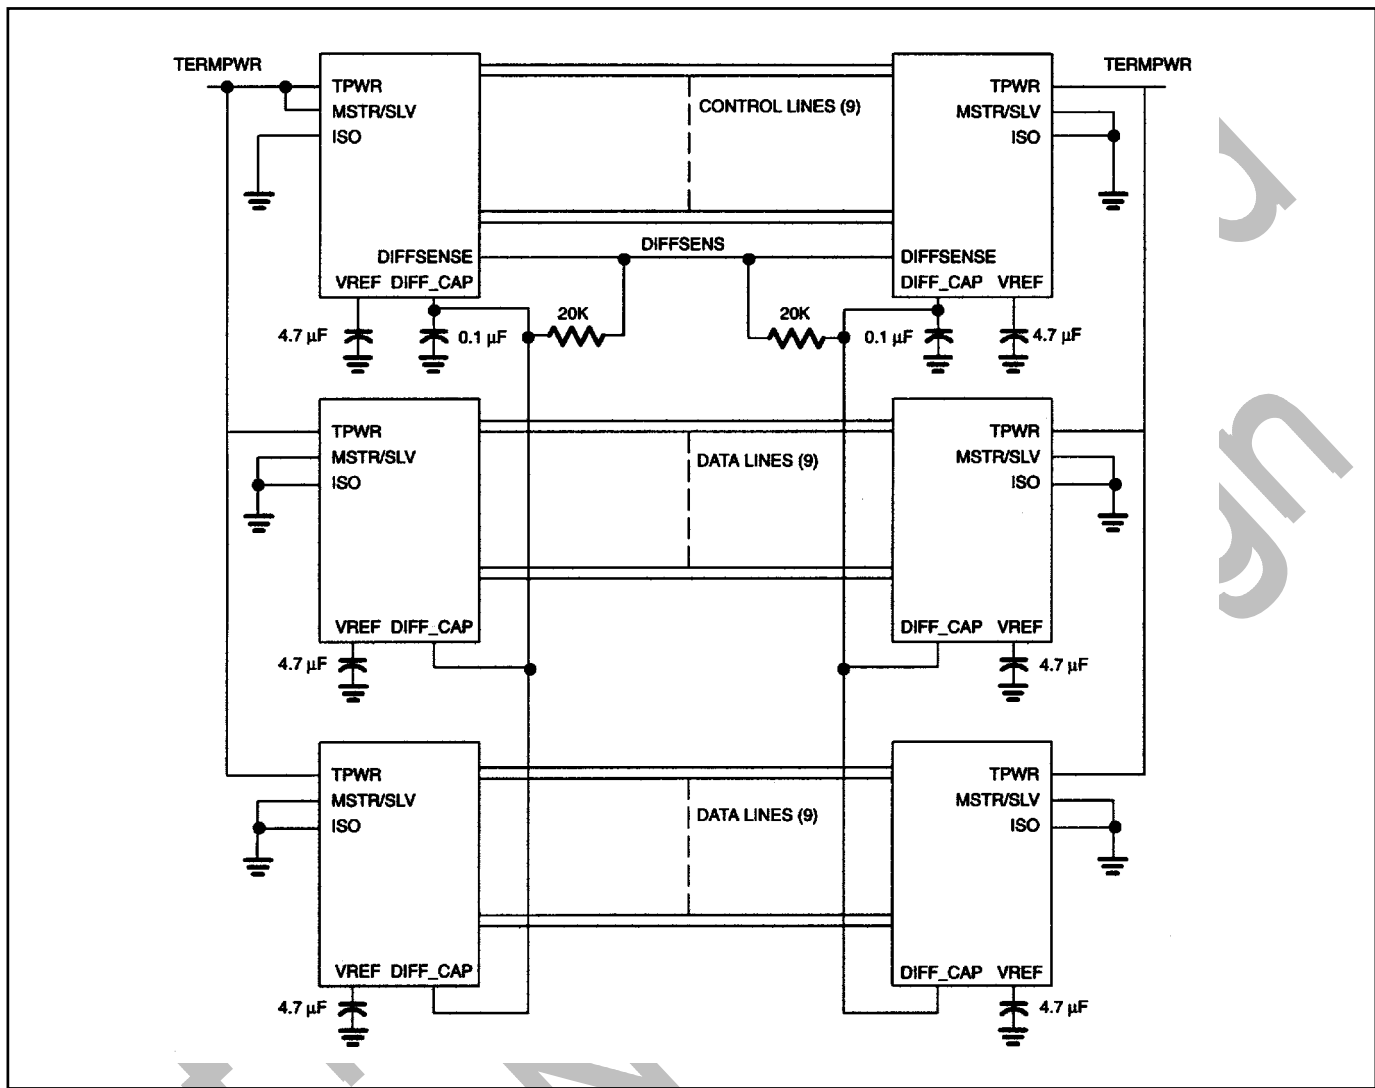 TERMPWR
TERMPWR
TPWR
MSTR/SLV
ISO
CONTROL LINES (9)
TPWR
MSTR/SLV
ISO
DIFFSENS
DIFFSENSE
DIFFSENSE
VREF DIFF_CAP
DIFF_CAP VREF
4.7 µF
0.1 µF
20K
20K
0.1 µF
4.7 µF
TPWR
MSTR/SLV
ISO
DATA LINES (9)
TPWR
MSTR/SLV
ISO
VREF DIFF_CAP
DIFF_CAP VREF
4.7 µF
4.7 µF
TPWR
MSTR/SLV
ISO
DATA LINES (9)
TPWR
MSTR/SLV
ISO
VREF DIFF_CAP
DIFF_CAP VREF
4.7 µF
4.7 µF